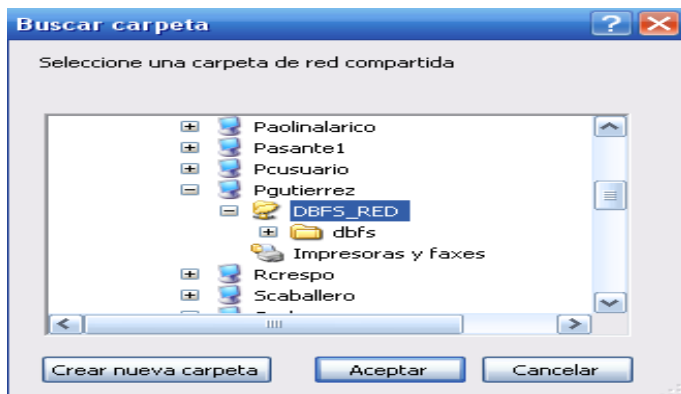 Buscar carpeta
Seleccione una carpeta de red compartida
Paolinalarico
Pasante1
Pcusuario
Pgutierrez
DBFS_RED
dbfs
Impresoras y faxes
Rcrespo
Scaballero
Crear nueva carpeta Aceptar Cancelar